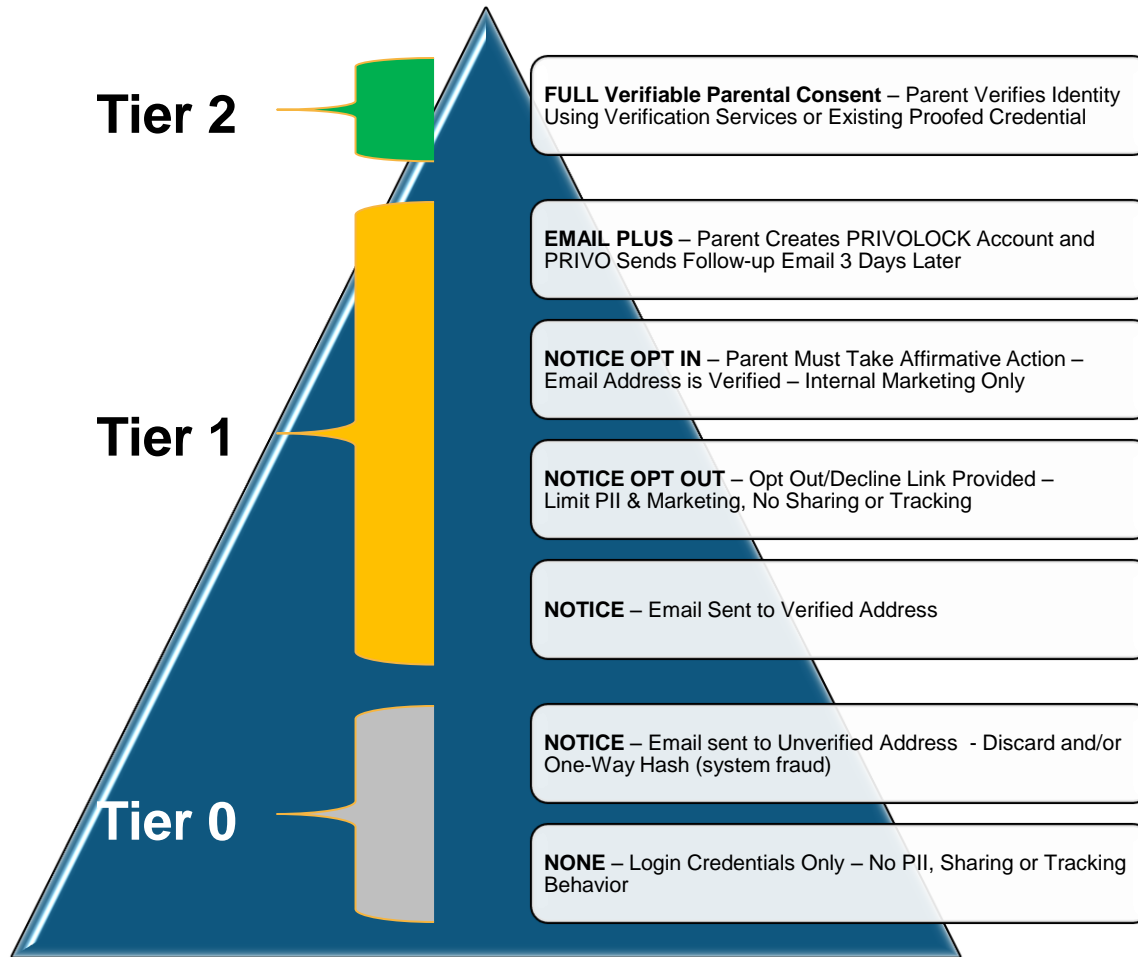 Tier 2
FULL Verifiable Parental Consent – Parent Verifies Identity
Using Verification Services or Existing Proofed Credential
Tier 1
EMAIL PLUS – Parent Creates PRIVOLOCK Account and
PRIVO Sends Follow-up Email 3 Days Later
NOTICE OPT IN – Parent Must Take Affirmative Action –
Email Address is Verified – Internal Marketing Only
NOTICE OPT OUT – Opt Out/Decline Link Provided –
Limit PII & Marketing, No Sharing or Tracking
NOTICE – Email Sent to Verified Address
Tier 0
NOTICE – Email sent to Unverified Address  - Discard and/or
One-Way Hash (system fraud)
NONE – Login Credentials Only – No PII, Sharing or Tracking
Behavior